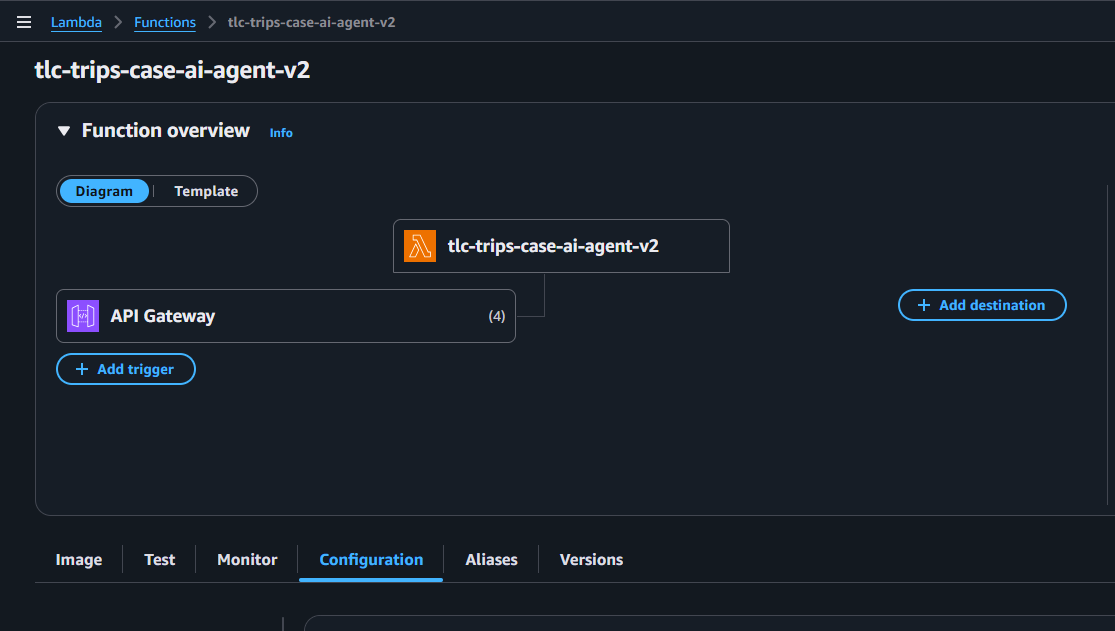 Lambda > Functions > tlc-trips-case-ai-agent-v2
tlc-trips-case-ai-agent-v2
Function overview Info
Diagram | Template
tlc-trips-case-ai-agent-v2
API Gateway (4)
+ Add destination
+ Add trigger
Image Test Monitor Configuration Aliases Versions